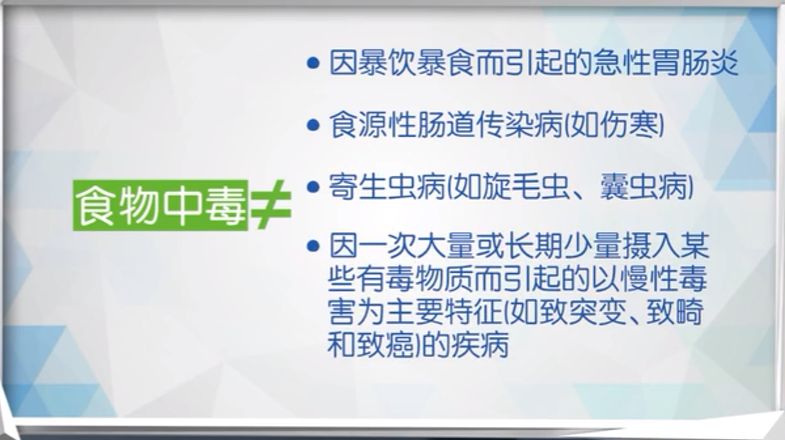 食物中毒≠
● 因暴饮暴食而引起的急性胃肠炎
● 食源性肠道传染病(如伤寒)
● 寄生虫病(如旋毛虫、囊虫病)
● 因一次大量或长期少量摄入某
些有毒物质而引起的以慢性毒
害为主要特征(如致突变、致畸
和致癌)的疾病